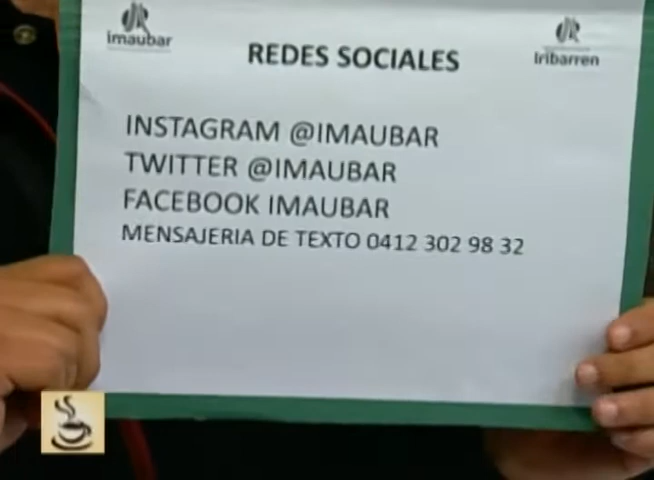 imaubar
Iribarren
REDES SOCIALES
INSTAGRAM @IMAUBAR
TWITTER @IMAUBAR
FACEBOOK IMAUBAR
MENSAJERIA DE TEXTO 0412 302 98 32